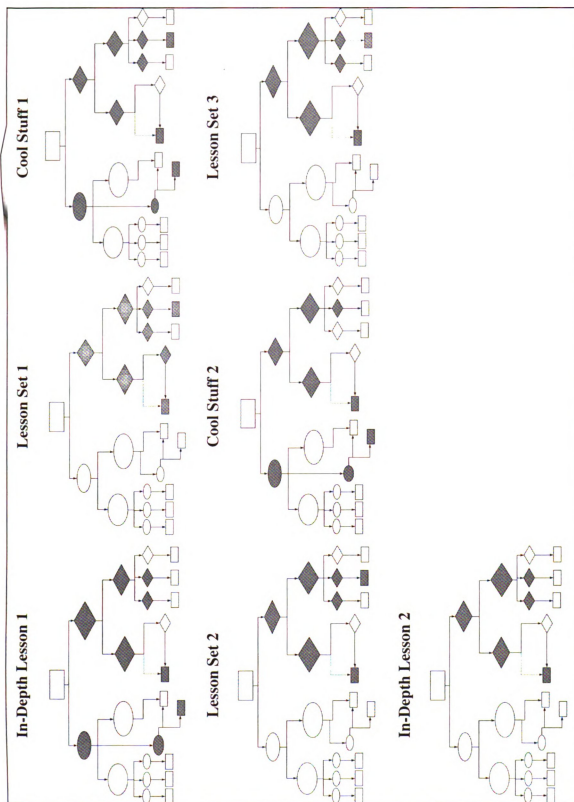 In-Depth Lesson 1
Lesson Set 1
Cool Stuff 1
Lesson Set 2
Cool Stuff 2
Lesson Set 3
In-Depth Lesson 2